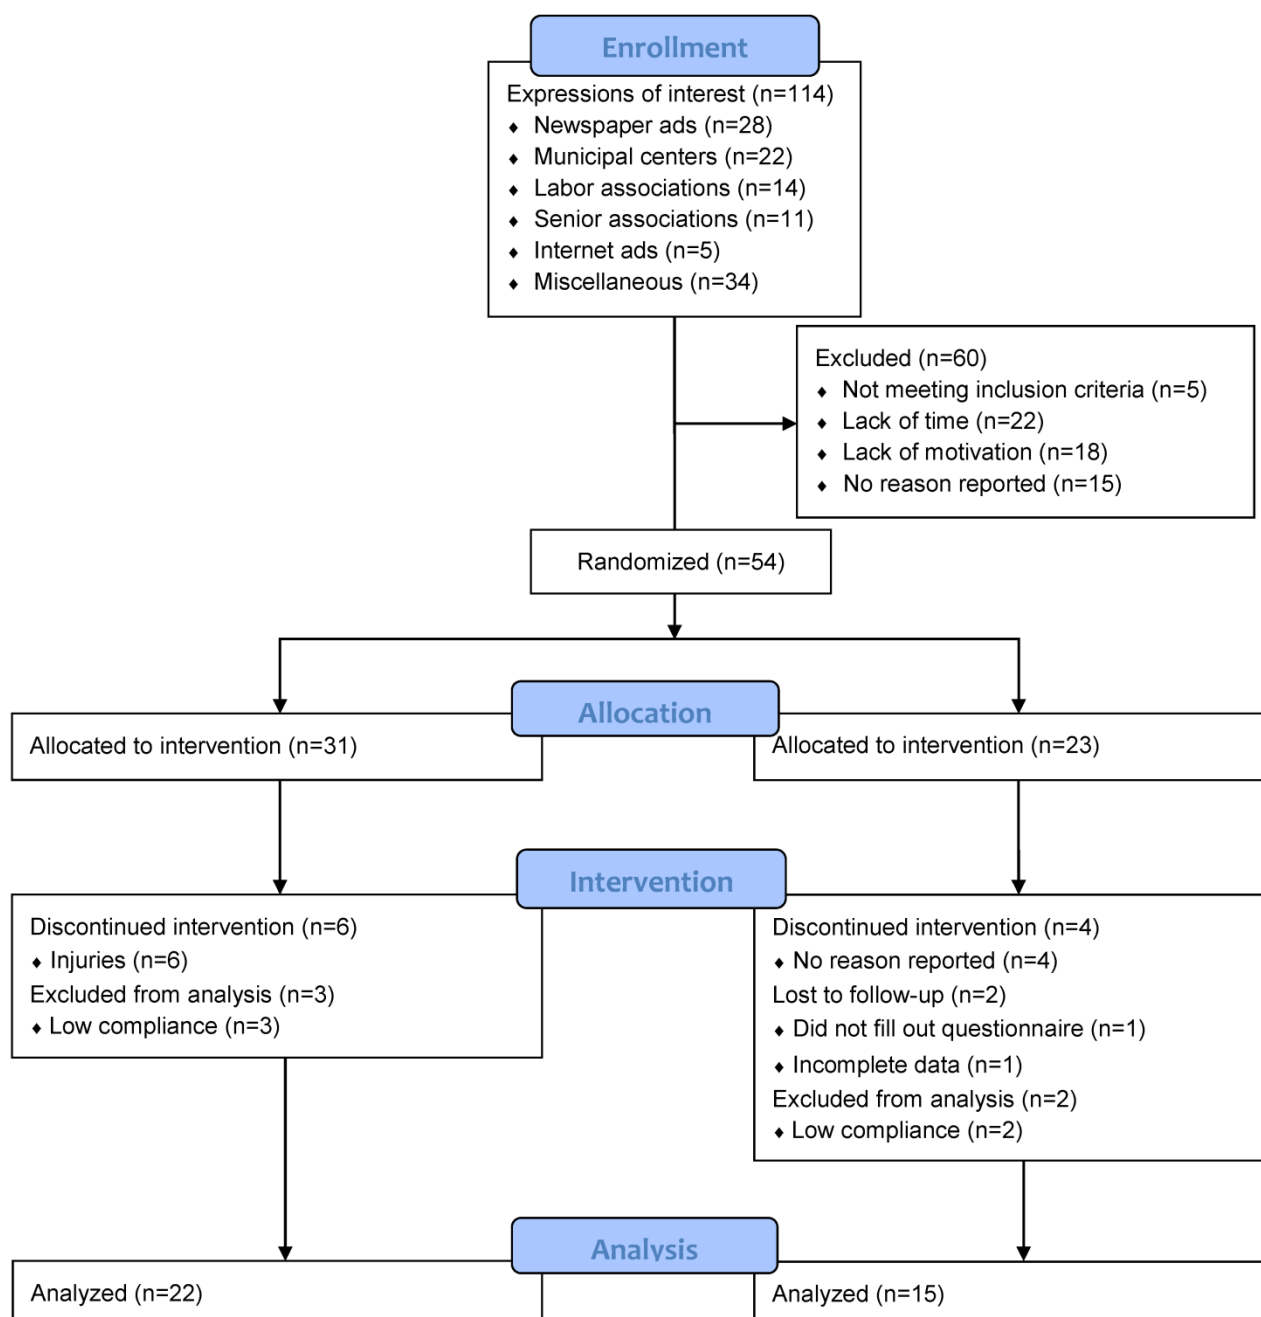 Enrollment
Expressions of interest (n=114)
♦ Newspaper ads (n=28)
♦ Municipal centers (n=22)
♦ Labor associations (n=14)
♦ Senior associations (n=11)
♦ Internet ads (n=5)
♦ Miscellaneous (n=34)
Excluded (n=60)
♦ Not meeting inclusion criteria (n=5)
♦ Lack of time (n=22)
♦ Lack of motivation (n=18)
♦ No reason reported (n=15)
Randomized (n=54)
Allocation
Allocated to intervention (n=31)
Allocated to intervention (n=23)
Intervention
Discontinued intervention (n=6)
♦ Injuries (n=6)
Excluded from analysis (n=3)
♦ Low compliance (n=3)
Discontinued intervention (n=4)
♦ No reason reported (n=4)
Lost to follow-up (n=2)
♦ Did not fill out questionnaire (n=1)
♦ Incomplete data (n=1)
Excluded from analysis (n=2)
♦ Low compliance (n=2)
Analysis
Analyzed (n=22)
Analyzed (n=15)